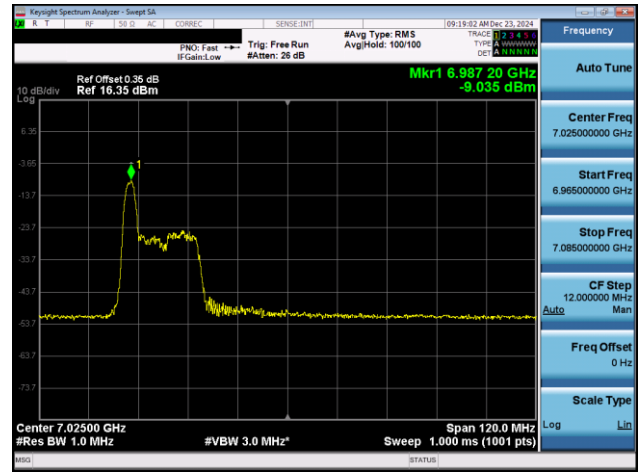 Keysight Spectrum Analyzer - Swept SA
R T RF 50 Ω AC CORREC SENSE:INT 09:19:02 AM Dec 23, 2024
PNO: Fast
IFGain:Low
Trig: Free Run
#Atten: 26 dB
#Avg Type: RMS
Avg|Hold: 100/100
TRACE 1 2 3 4 5 6
TYPE A WWWWW
DET A N N N N N
Ref Offset 0.35 dB
Ref 16.35 dBm
10 dB/div
Log
Mkr1 6.987 20 GHz
-9.035 dBm
6.35
-3.65
-13.7
-23.7
-33.7
-43.7
-53.7
-63.7
-73.7
1
Center 7.02500 GHz
#Res BW 1.0 MHz
#VBW 3.0 MHz*
Span 120.0 MHz
Sweep 1.000 ms (1001 pts)
MSG
STATUS
Frequency
Auto Tune
Center Freq
7.025000000 GHz
Start Freq
6.965000000 GHz
Stop Freq
7.085000000 GHz
CF Step
12.000000 MHz
Auto Man
Freq Offset
0 Hz
Scale Type
Log Lin